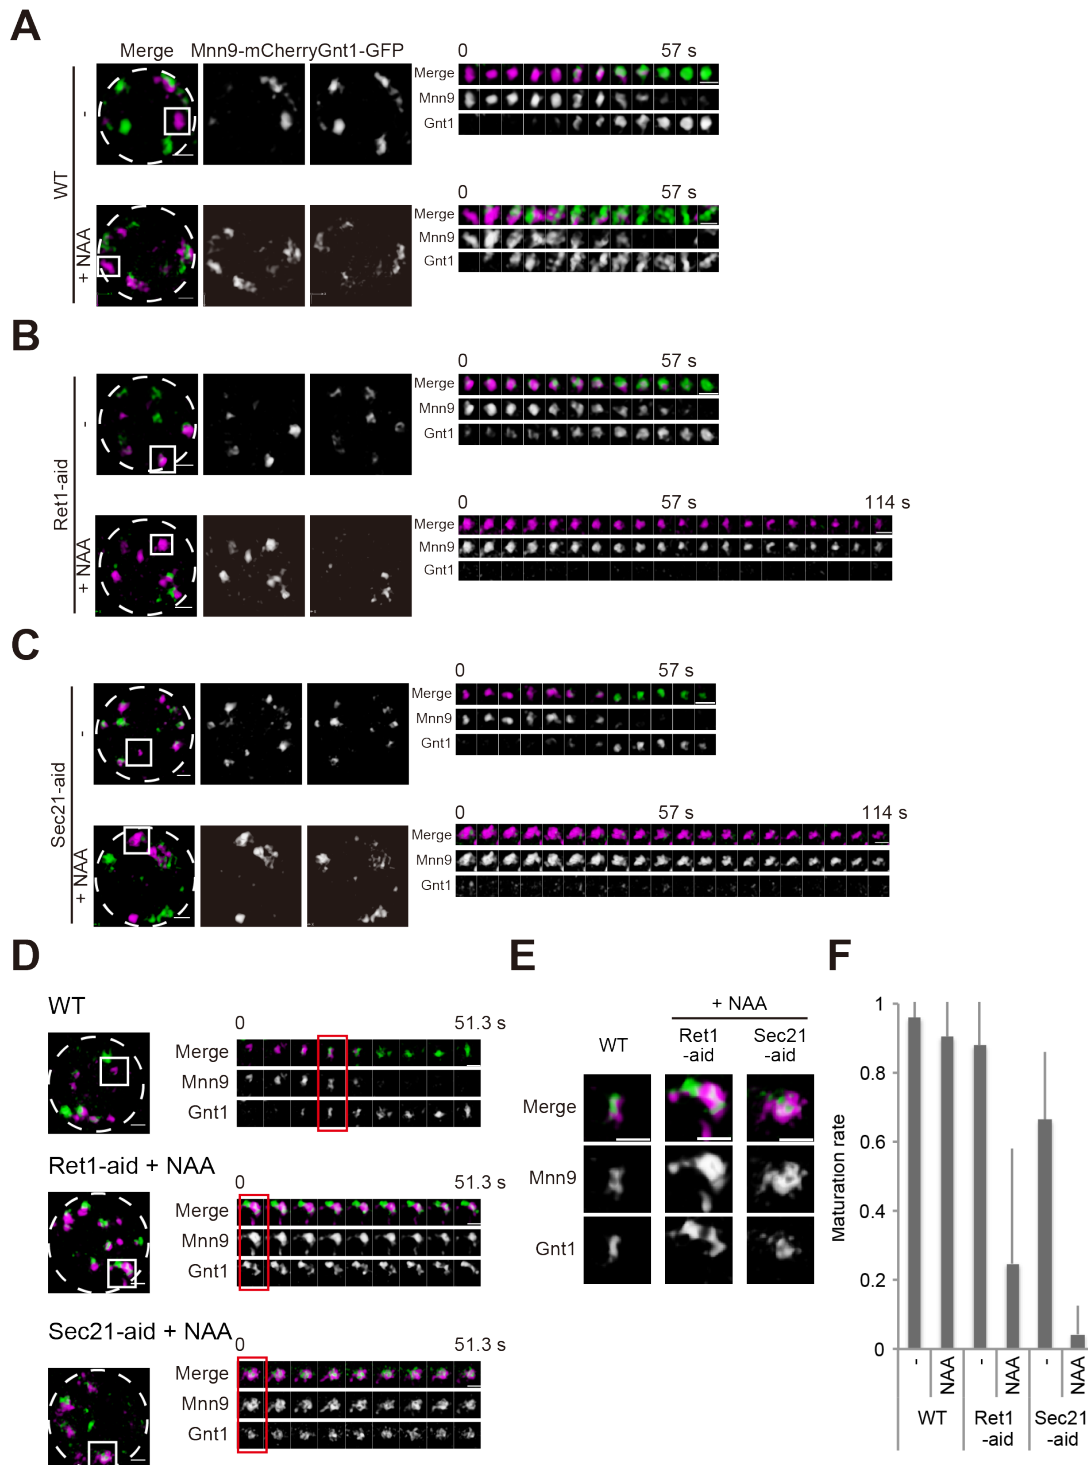 A
Merge Mnn9-mCherryGnt1-GFP
0 57 s
Merge
Mnn9
Gnt1
-
WT
0 57 s
Merge
Mnn9
Gnt1
+ NAA
B
0 57 s
Merge
Mnn9
Gnt1
-
Ret1-aid
0 57 s 114 s
Merge
Mnn9
Gnt1
+ NAA
C
0 57 s
Merge
Mnn9
Gnt1
-
Sec21-aid
0 57 s 114 s
Merge
Mnn9
Gnt1
+ NAA
D
WT
0 51.3 s
Merge
Mnn9
Gnt1
Ret1-aid + NAA
0 51.3 s
Merge
Mnn9
Gnt1
Sec21-aid + NAA
0 51.3 s
Merge
Mnn9
Gnt1
E
+ NAA
WT
Ret1
-aid
Sec21
-aid
Merge
Mnn9
Gnt1
F
Maturation rate
1
0.8
0.6
0.4
0.2
0
- NAA - NAA - NAA
WT
Ret1
-aid
Sec21
-aid